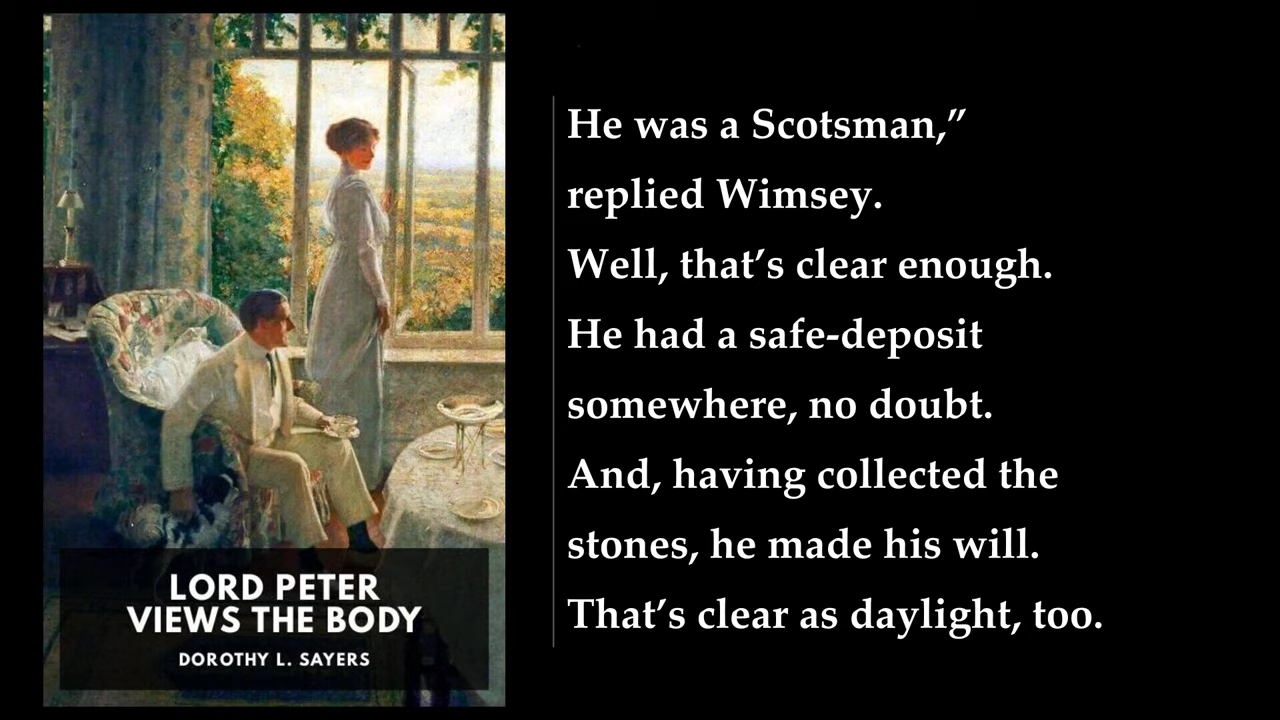 He was a Scotsman,”
replied Wimsey.
Well, that’s clear enough.
He had a safe-deposit
somewhere, no doubt.
And, having collected the
stones, he made his will.
That’s clear as daylight, too.
LORD PETER
VIEWS THE BODY
DOROTHY L. SAYERS